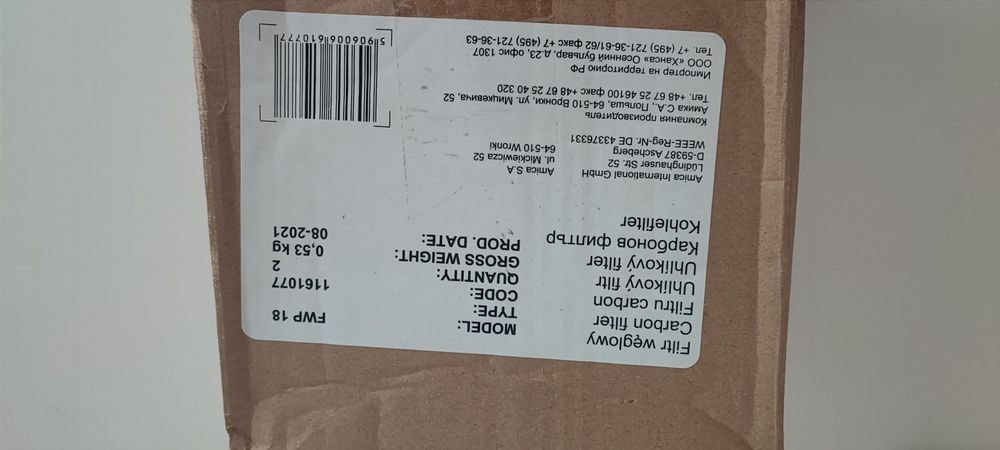 Filtr węglowy
Carbon filter
Filtru carbon
Uhlíkový filtr
Uhlíkový filter
Карбонов филтър
Kohlefilter
MODEL:
TYPE: FWP 18
CODE: 1161077
QUANTITY: 2
GROSS WEIGHT: 0,53 kg
PROD. DATE: 08-2021
Amica International GmbH
Lüdinghauser Str. 52
D-59387 Ascheberg
WEEE-Reg-Nr. DE 43376331
Amica S.A
ul. Mickiewicza 52
64-510 Wronki
Компания производитель
Амика С.А., Польша, 64-510 Вронки, ул. Мицкевича, 52
Тел. +48 67 25 46100 факс +48 67 25 40 320
Импортер на территорию РФ
ООО «Ханса» Осенний бульвар, д.23, офис 1307
Тел. +7 (495) 721-36-61/62 факс +7 (495) 721-36-63
5 906006 610777